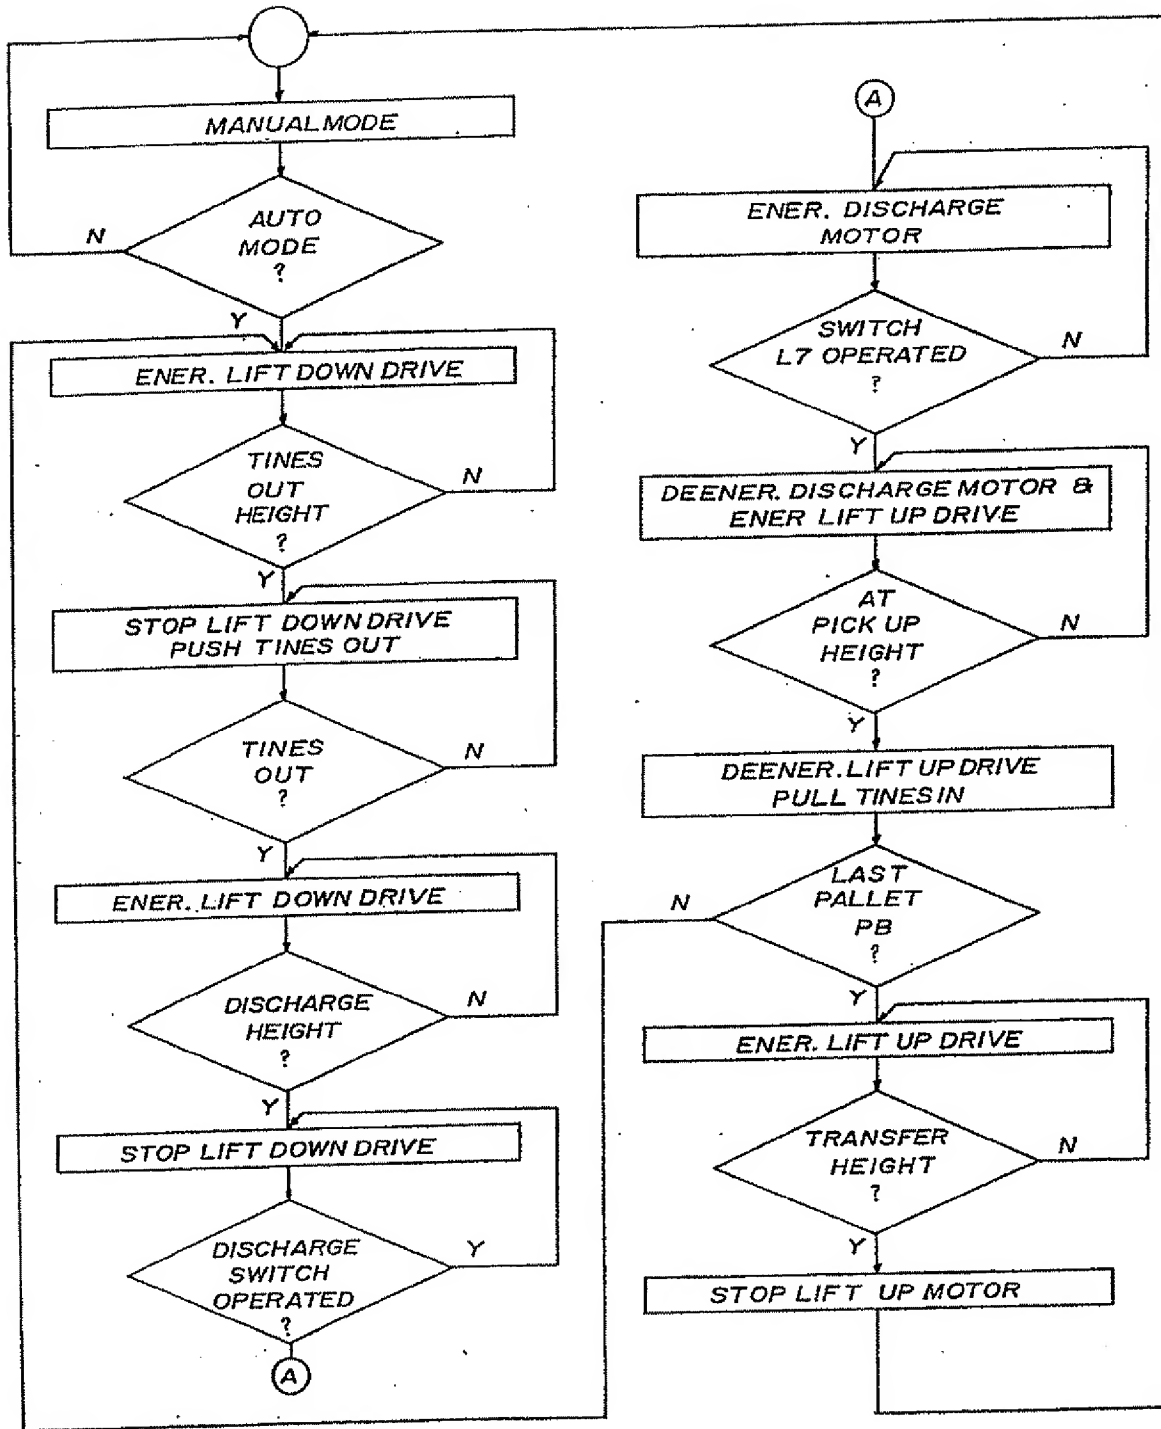 MANUAL MODE
AUTO
MODE
?
N
Y
ENER. LIFT DOWN DRIVE
TINES
OUT
HEIGHT
?
N
Y
STOP LIFT DOWN DRIVE
PUSH TINES OUT
TINES
OUT
?
N
Y
ENER. LIFT DOWN DRIVE
DISCHARGE
HEIGHT
?
N
Y
STOP LIFT DOWN DRIVE
DISCHARGE
SWITCH
OPERATED
?
Y
A
A
ENER. DISCHARGE
MOTOR
SWITCH
L7 OPERATED
?
N
Y
DEENER. DISCHARGE MOTOR &
ENER LIFT UP DRIVE
AT
PICK UP
HEIGHT
?
N
Y
DEENER. LIFT UP DRIVE
PULL TINES IN
LAST
PALLET
PB
?
N
Y
ENER. LIFT UP DRIVE
TRANSFER
HEIGHT
?
N
Y
STOP LIFT UP MOTOR